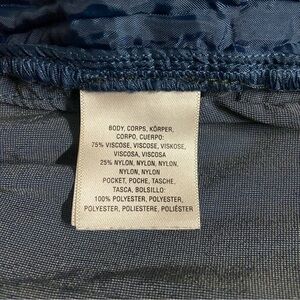 BODY, CORPS, KÖRPER,
CORPO, CUERPO:
75% VISCOSE, VISCOSE, VISKOSE,
VISCOSA, VISCOSA
25% NYLON, NYLON, NYLON,
NYLON, NYLON
POCKET, POCHE, TASCHE,
TASCA, BOLSILLO:
100% POLYESTER, POLYESTER,
POLYESTER, POLIESTERE, POLIÉSTER